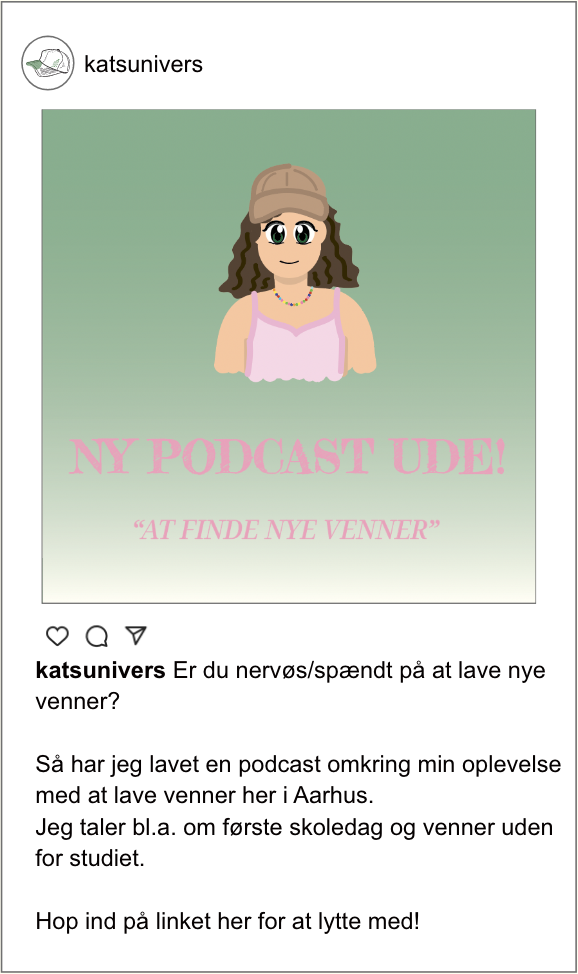 katsunivers
NY PODCAST UDE!
“AT FINDE NYE VENNER”
katsunivers Er du nervøs/spændt på at lave nye
venner?
Så har jeg lavet en podcast omkring min oplevelse
med at lave venner her i Aarhus.
Jeg taler bl.a. om første skoledag og venner uden
for studiet.
Hop ind på linket her for at lytte med!